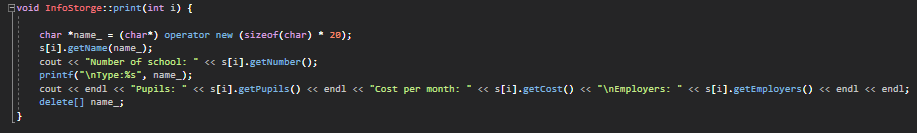 void InfoStorge::print(int i) {
char *name_ = (char*) operator new (sizeof(char) * 20);
s[i].getName(name_);
cout << "Number of school: " << s[i].getNumber();
printf("\nType:%s", name_);
cout << endl << "Pupils: " << s[i].getPupils() << endl << "Cost per month: " << s[i].getCost() << "\nEmployers: " << s[i].getEmployers() << endl << endl;
delete[] name_;
}